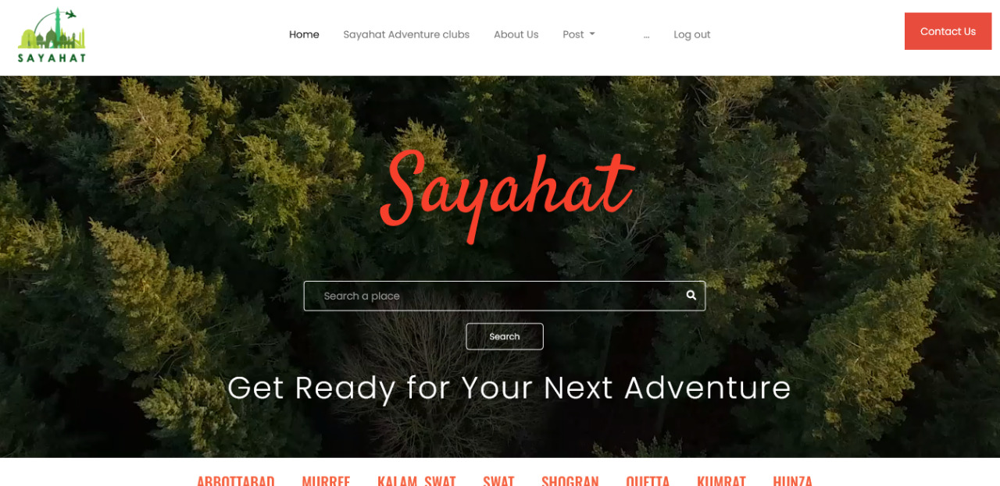 SAYAHAT
Home Sayahat Adventure clubs About Us Post ... Log out
Contact Us
Sayahat
Search a place
Search
Get Ready for Your Next Adventure
ABBOTTABAD MURREE KALAM, SWAT SWAT SHOGRAN QUETTA KUMRAT HUNZA